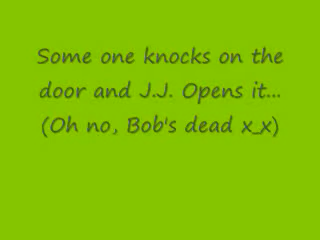 Some one knocks on the
door and J.J. Opens it...
(Oh no, Bob's dead x_x)